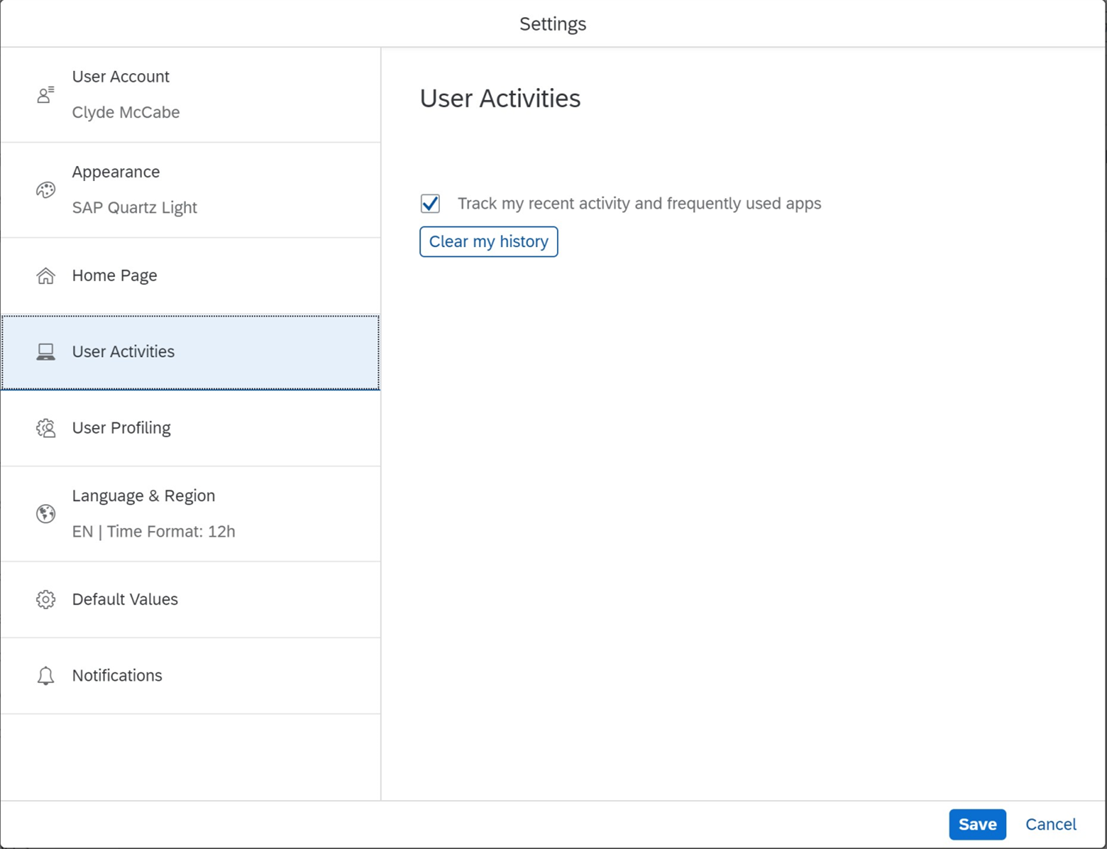 Settings
User Account
Clyde McCabe
Appearance
SAP Quartz Light
Home Page
User Activities
User Profiling
Language & Region
EN | Time Format: 12h
Default Values
Notifications
User Activities
Track my recent activity and frequently used apps
Clear my history
Save
Cancel